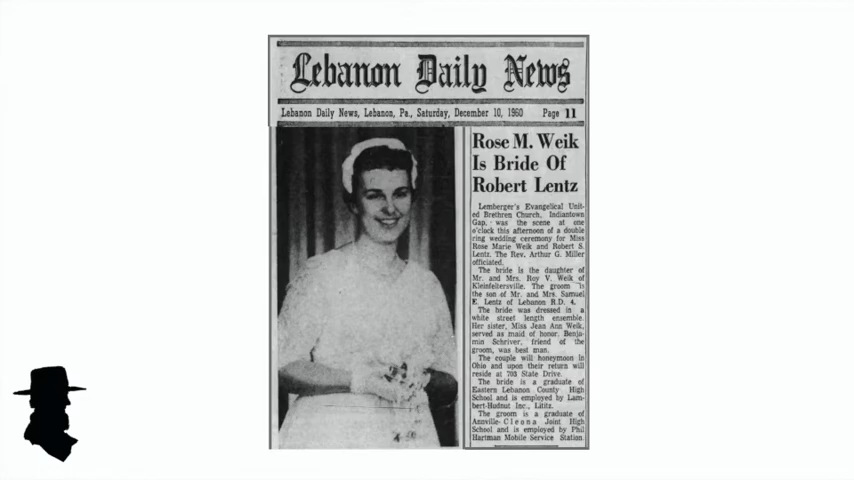 Lebanon Daily News
Lebanon Daily News, Lebanon, Pa., Saturday, December 10, 1960 Page 11
Rose M. Weik
Is Bride Of
Robert Lentz
Lemberger's Evangelical Unit-
ed Brethren Church, Indiantown
Gap, was the scene at one
o'clock this afternoon of a double
ring wedding ceremony for Miss
Rose Marie Weik and Robert S.
Lentz. The Rev. Arthur G. Miller
officiated.
The bride is the daughter of
Mr. and Mrs. Roy V. Weik of
Kleinfeltersville. The groom is
the son of Mr. and Mrs. Samuel
E. Lentz of Lebanon R.D. 4.
The bride was dressed in a
white street length ensemble.
Her sister, Miss Jean Ann Weik,
served as maid of honor. Benja-
min Schriver, friend of the
groom, was best man.
The couple will honeymoon in
Ohio and upon their return will
reside at 703 State Drive.
The bride is a graduate of
Eastern Lebanon County High
School and is employed by Lam-
bert-Hudnut Inc., Lititz.
The groom is a graduate of
Annville-Cleona Joint High
School and is employed by Phil
Hartman Mobile Service Station.